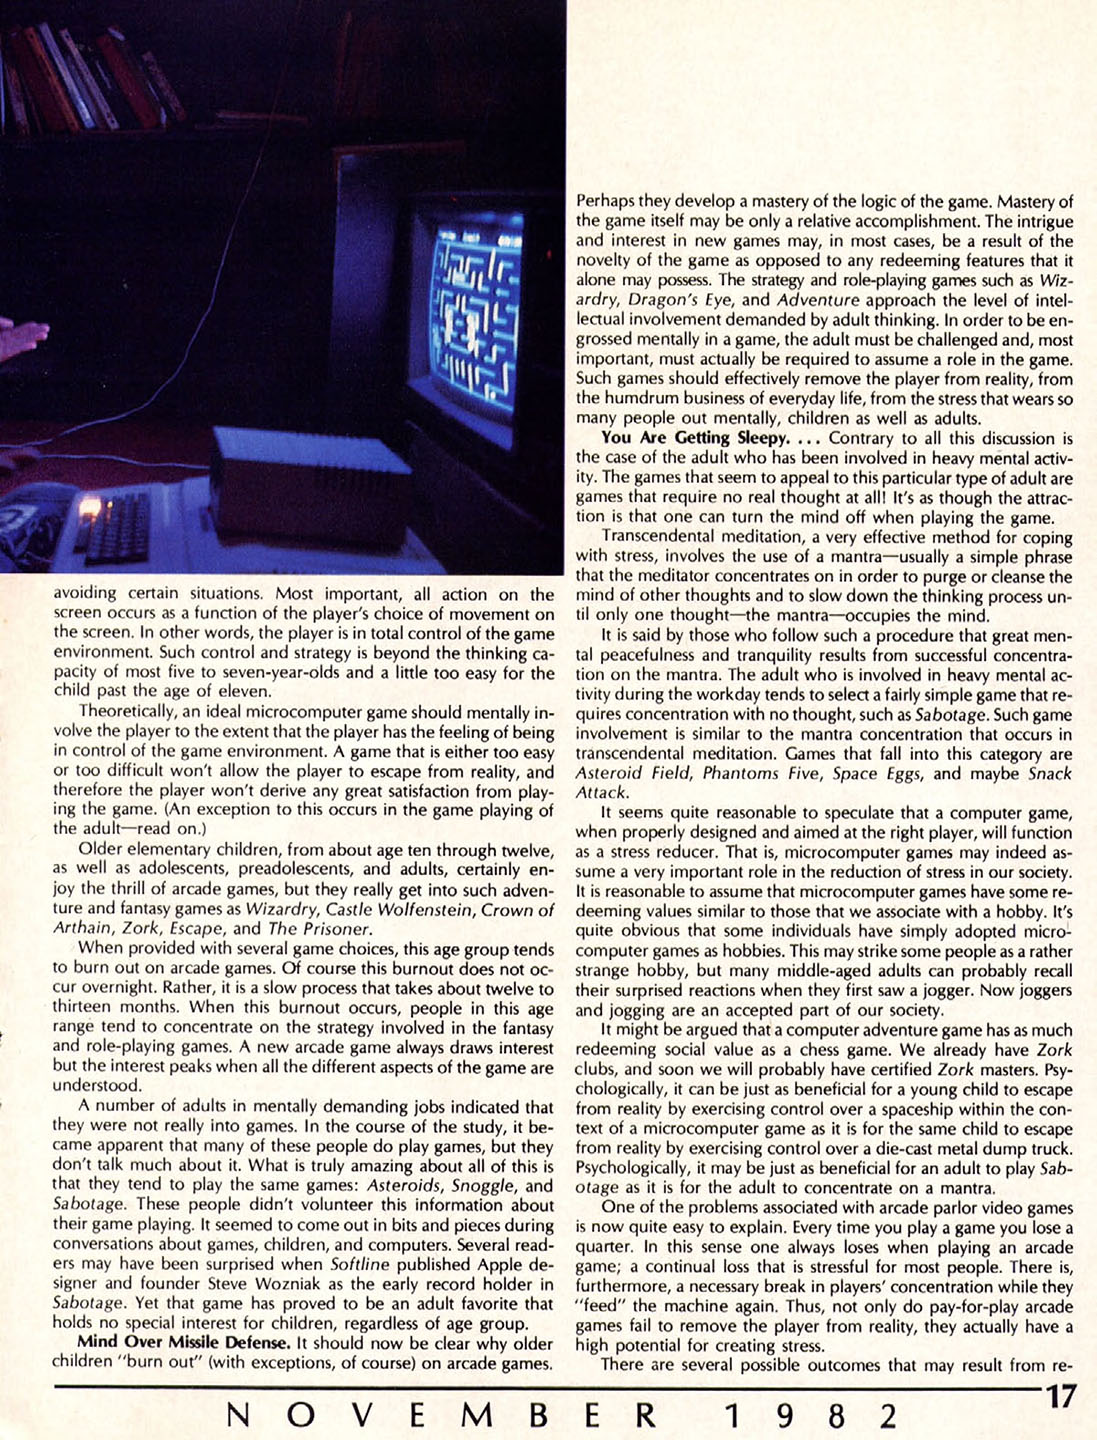 avoiding certain situations. Most important, all action on the
screen occurs as a function of the player's choice of movement on
the screen. In other words, the player is in total control of the game
environment. Such control and strategy is beyond the thinking ca-
pacity of most five to seven-year-olds and a little too easy for the
child past the age of eleven.
Theoretically, an ideal microcomputer game should mentally in-
volve the player to the extent that the player has the feeling of being
in control of the game environment. A game that is either too easy
or too difficult won't allow the player to escape from reality, and
therefore the player won't derive any great satisfaction from play-
ing the game. (An exception to this occurs in the game playing of
the adult—read on.)
Older elementary children, from about age ten through twelve,
as well as adolescents, preadolescents, and adults, certainly en-
joy the thrill of arcade games, but they really get into such adven-
ture and fantasy games as Wizardry, Castle Wolfenstein, Crown of
Arthain, Zork, Escape, and The Prisoner.
When provided with several game choices, this age group tends
to burn out on arcade games. Of course this burnout does not oc-
cur overnight. Rather, it is a slow process that takes about twelve to
thirteen months. When this burnout occurs, people in this age
range tend to concentrate on the strategy involved in the fantasy
and role-playing games. A new arcade game always draws interest
but the interest peaks when all the different aspects of the game are
understood.
A number of adults in mentally demanding jobs indicated that
they were not really into games. In the course of the study, it be-
came apparent that many of these people do play games, but they
don't talk much about it. What is truly amazing about all of this is
that they tend to play the same games: Asteroids, Snoggle, and
Sabotage. These people didn't volunteer this information about
their game playing. It seemed to come out in bits and pieces during
conversations about games, children, and computers. Several read-
ers may have been surprised when Softline published Apple de-
signer and founder Steve Wozniak as the early record holder in
Sabotage. Yet that game has proved to be an adult favorite that
holds no special interest for children, regardless of age group.
Mind Over Missile Defense. It should now be clear why older
children "burn out" (with exceptions, of course) on arcade games.
Perhaps they develop a mastery of the logic of the game. Mastery of
the game itself may be only a relative accomplishment. The intrigue
and interest in new games may, in most cases, be a result of the
novelty of the game as opposed to any redeeming features that it
alone may possess. The strategy and role-playing games such as Wiz-
ardry, Dragon's Eye, and Adventure approach the level of intel-
lectual involvement demanded by adult thinking. In order to be en-
grossed mentally in a game, the adult must be challenged and, most
important, must actually be required to assume a role in the game.
Such games should effectively remove the player from reality, from
the humdrum business of everyday life, from the stress that wears so
many people out mentally, children as well as adults.
You Are Getting Sleepy. . . . Contrary to all this discussion is
the case of the adult who has been involved in heavy mental activ-
ity. The games that seem to appeal to this particular type of adult are
games that require no real thought at all! It's as though the attrac-
tion is that one can turn the mind off when playing the game.
Transcendental meditation, a very effective method for coping
with stress, involves the use of a mantra—usually a simple phrase
that the meditator concentrates on in order to purge or cleanse the
mind of other thoughts and to slow down the thinking process un-
til only one thought—the mantra—occupies the mind.
It is said by those who follow such a procedure that great men-
tal peacefulness and tranquility results from successful concentra-
tion on the mantra. The adult who is involved in heavy mental ac-
tivity during the workday tends to select a fairly simple game that re-
quires concentration with no thought, such as Sabotage. Such game
involvement is similar to the mantra concentration that occurs in
transcendental meditation. Games that fall into this category are
Asteroid Field, Phantoms Five, Space Eggs, and maybe Snack
Attack.
It seems quite reasonable to speculate that a computer game,
when properly designed and aimed at the right player, will function
as a stress reducer. That is, microcomputer games may indeed as-
sume a very important role in the reduction of stress in our society.
It is reasonable to assume that microcomputer games have some re-
deeming values similar to those that we associate with a hobby. It's
quite obvious that some individuals have simply adopted micro-
computer games as hobbies. This may strike some people as a rather
strange hobby, but many middle-aged adults can probably recall
their surprised reactions when they first saw a jogger. Now joggers
and jogging are an accepted part of our society.
It might be argued that a computer adventure game has as much
redeeming social value as a chess game. We already have Zork
clubs, and soon we will probably have certified Zork masters. Psy-
chologically, it can be just as beneficial for a young child to escape
from reality by exercising control over a spaceship within the con-
text of a microcomputer game as it is for the same child to escape
from reality by exercising control over a die-cast metal dump truck.
Psychologically, it may be just as beneficial for an adult to play Sab-
otage as it is for the adult to concentrate on a mantra.
One of the problems associated with arcade parlor video games
is now quite easy to explain. Every time you play a game you lose a
quarter. In this sense one always loses when playing an arcade
game; a continual loss that is stressful for most people. There is,
furthermore, a necessary break in players' concentration while they
"feed" the machine again. Thus, not only do pay-for-play arcade
games fail to remove the player from reality, they actually have a
high potential for creating stress.
There are several possible outcomes that may result from re-
17
NOVEMBER 1982